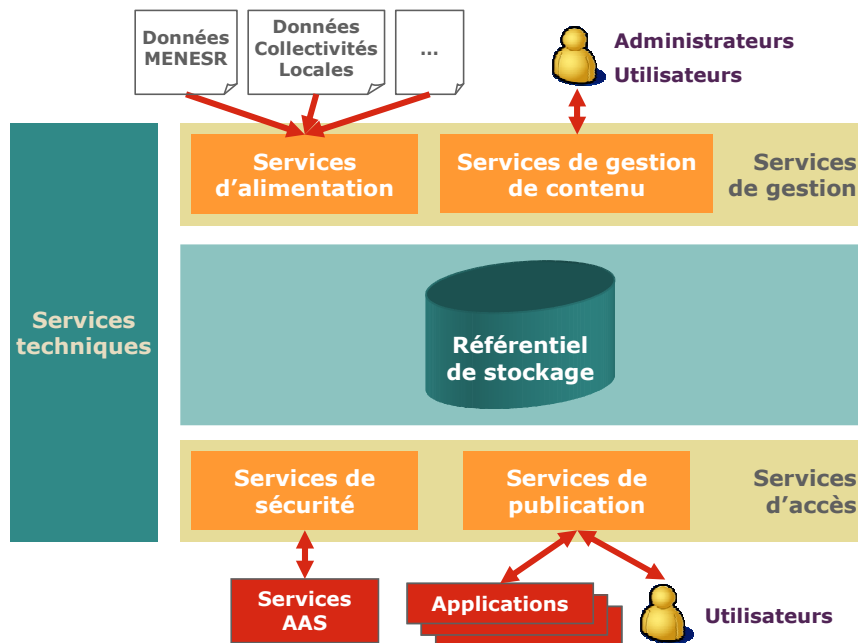 Données
MENESR
Données
Collectivités
Locales
...
Administrateurs
Utilisateurs
Services
d’alimentation
Services de gestion
de contenu
Services
de gestion
Services
techniques
Référentiel
de stockage
Services de
sécurité
Services de
publication
Services
d’accès
Services
AAS
Applications
Utilisateurs